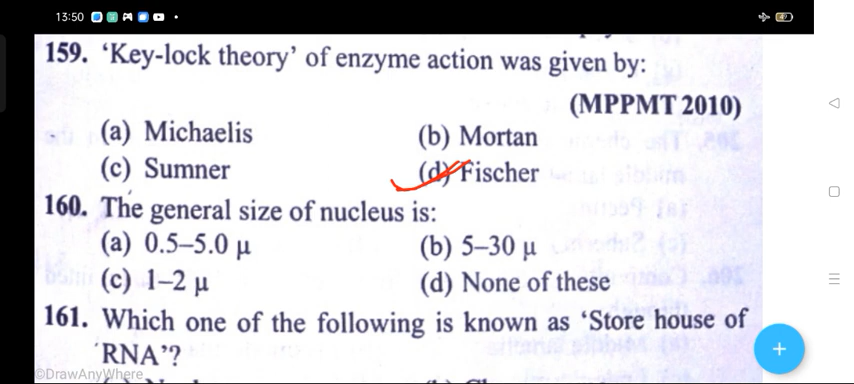 13:50
159. ‘Key-lock theory’ of enzyme action was given by:
(MPPMT 2010)
(a) Michaelis (b) Mortan
(c) Sumner (d) Fischer
160. The general size of nucleus is:
(a) 0.5–5.0 μ (b) 5–30 μ
(c) 1–2 μ (d) None of these
161. Which one of the following is known as ‘Store house of
‘RNA’?
©DrawAnyWhere